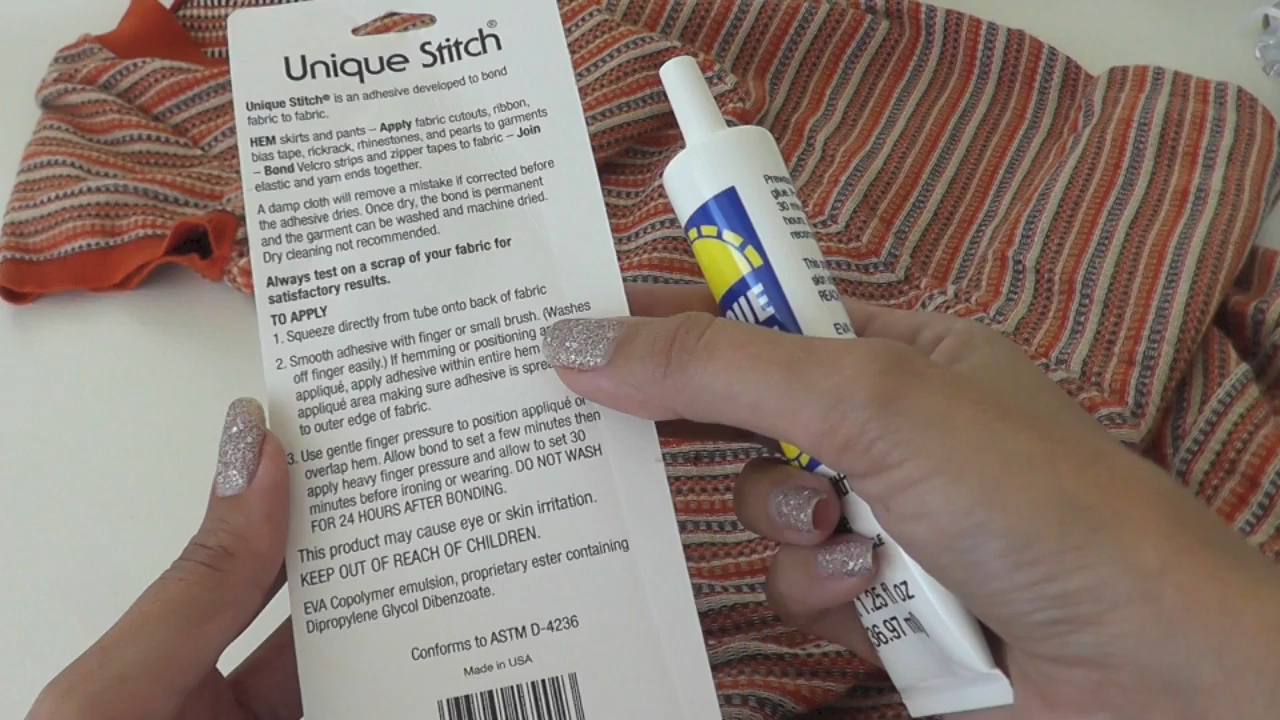 Unique Stitch®
Unique Stitch® is an adhesive developed to bond
fabric to fabric.
HEM skirts and pants – Apply fabric cutouts, ribbon,
bias tape, rickrack, rhinestones, and pearls to garments
– Bond Velcro strips and zipper tapes to fabric – Join
elastic and yarn ends together.
A damp cloth will remove a mistake if corrected before
the adhesive dries. Once dry, the bond is permanent
and the garment can be washed and machine dried.
Dry cleaning not recommended.
Always test on a scrap of your fabric for
satisfactory results.
TO APPLY
1. Squeeze directly from tube onto back of fabric
2. Smooth adhesive with finger or small brush. (Washes
off finger easily.) If hemming or positioning
appliqué, apply adhesive within entire hem
appliqué area making sure adhesive is
to outer edge of fabric.
3. Use gentle finger pressure to position appliqué or
overlap hem. Allow bond to set a few minutes then
apply heavy finger pressure and allow to set 30
minutes before ironing or wearing. DO NOT WASH
FOR 24 HOURS AFTER BONDING.
This product may cause eye or skin irritation.
KEEP OUT OF REACH OF CHILDREN.
EVA Copolymer emulsion, proprietary ester containing
Dipropylene Glycol Dibenzoate.
Conforms to ASTM D-4236
Made in USA
glue.
30
hours
This
skin
EVA
1.25 fl oz
36.97 ml